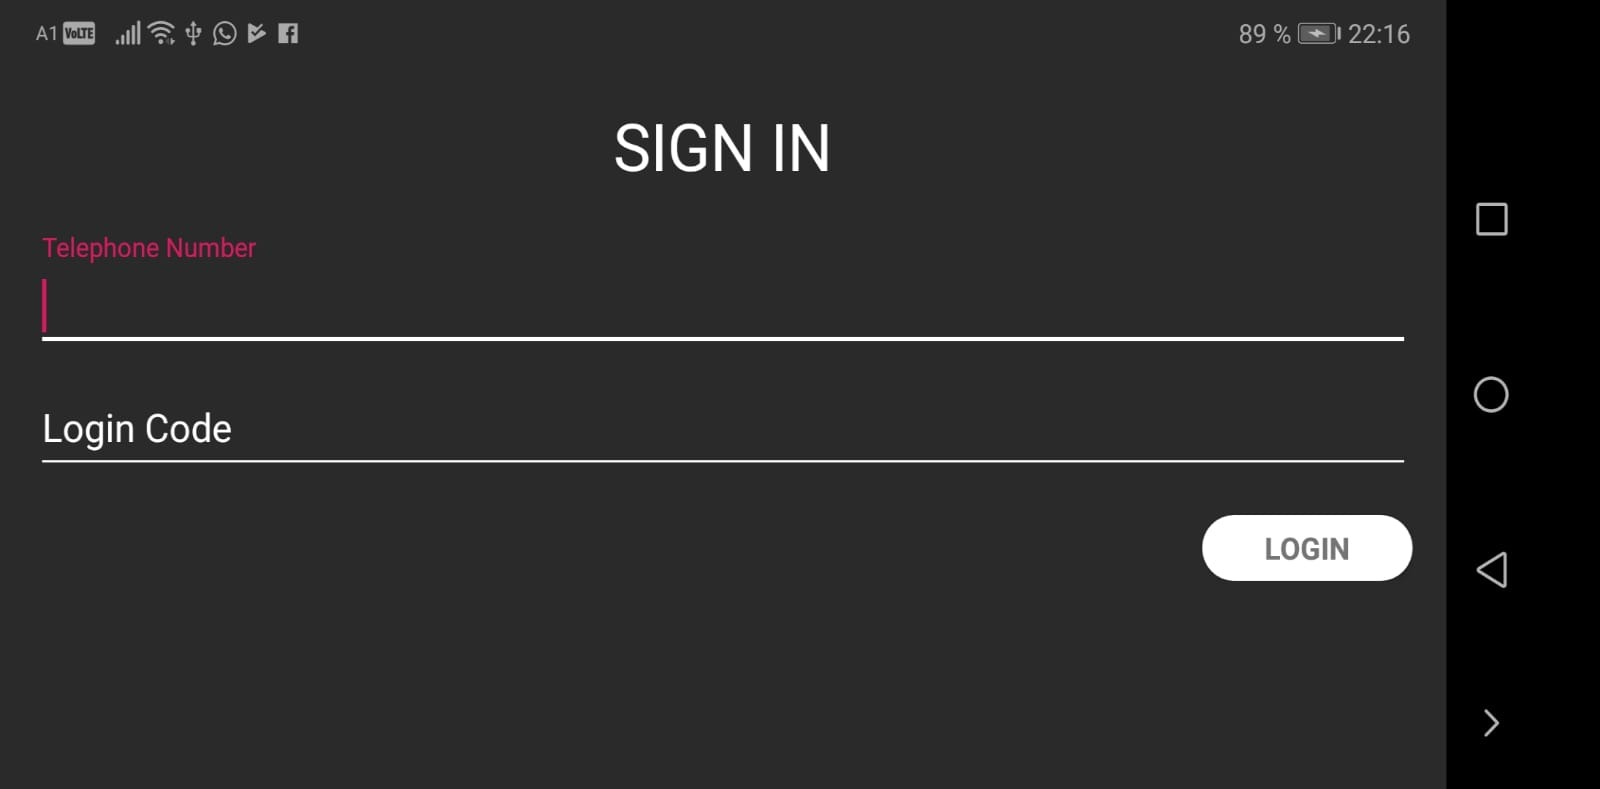 A1 VoLTE 89 % 22:16
SIGN IN
Telephone Number
Login Code
LOGIN